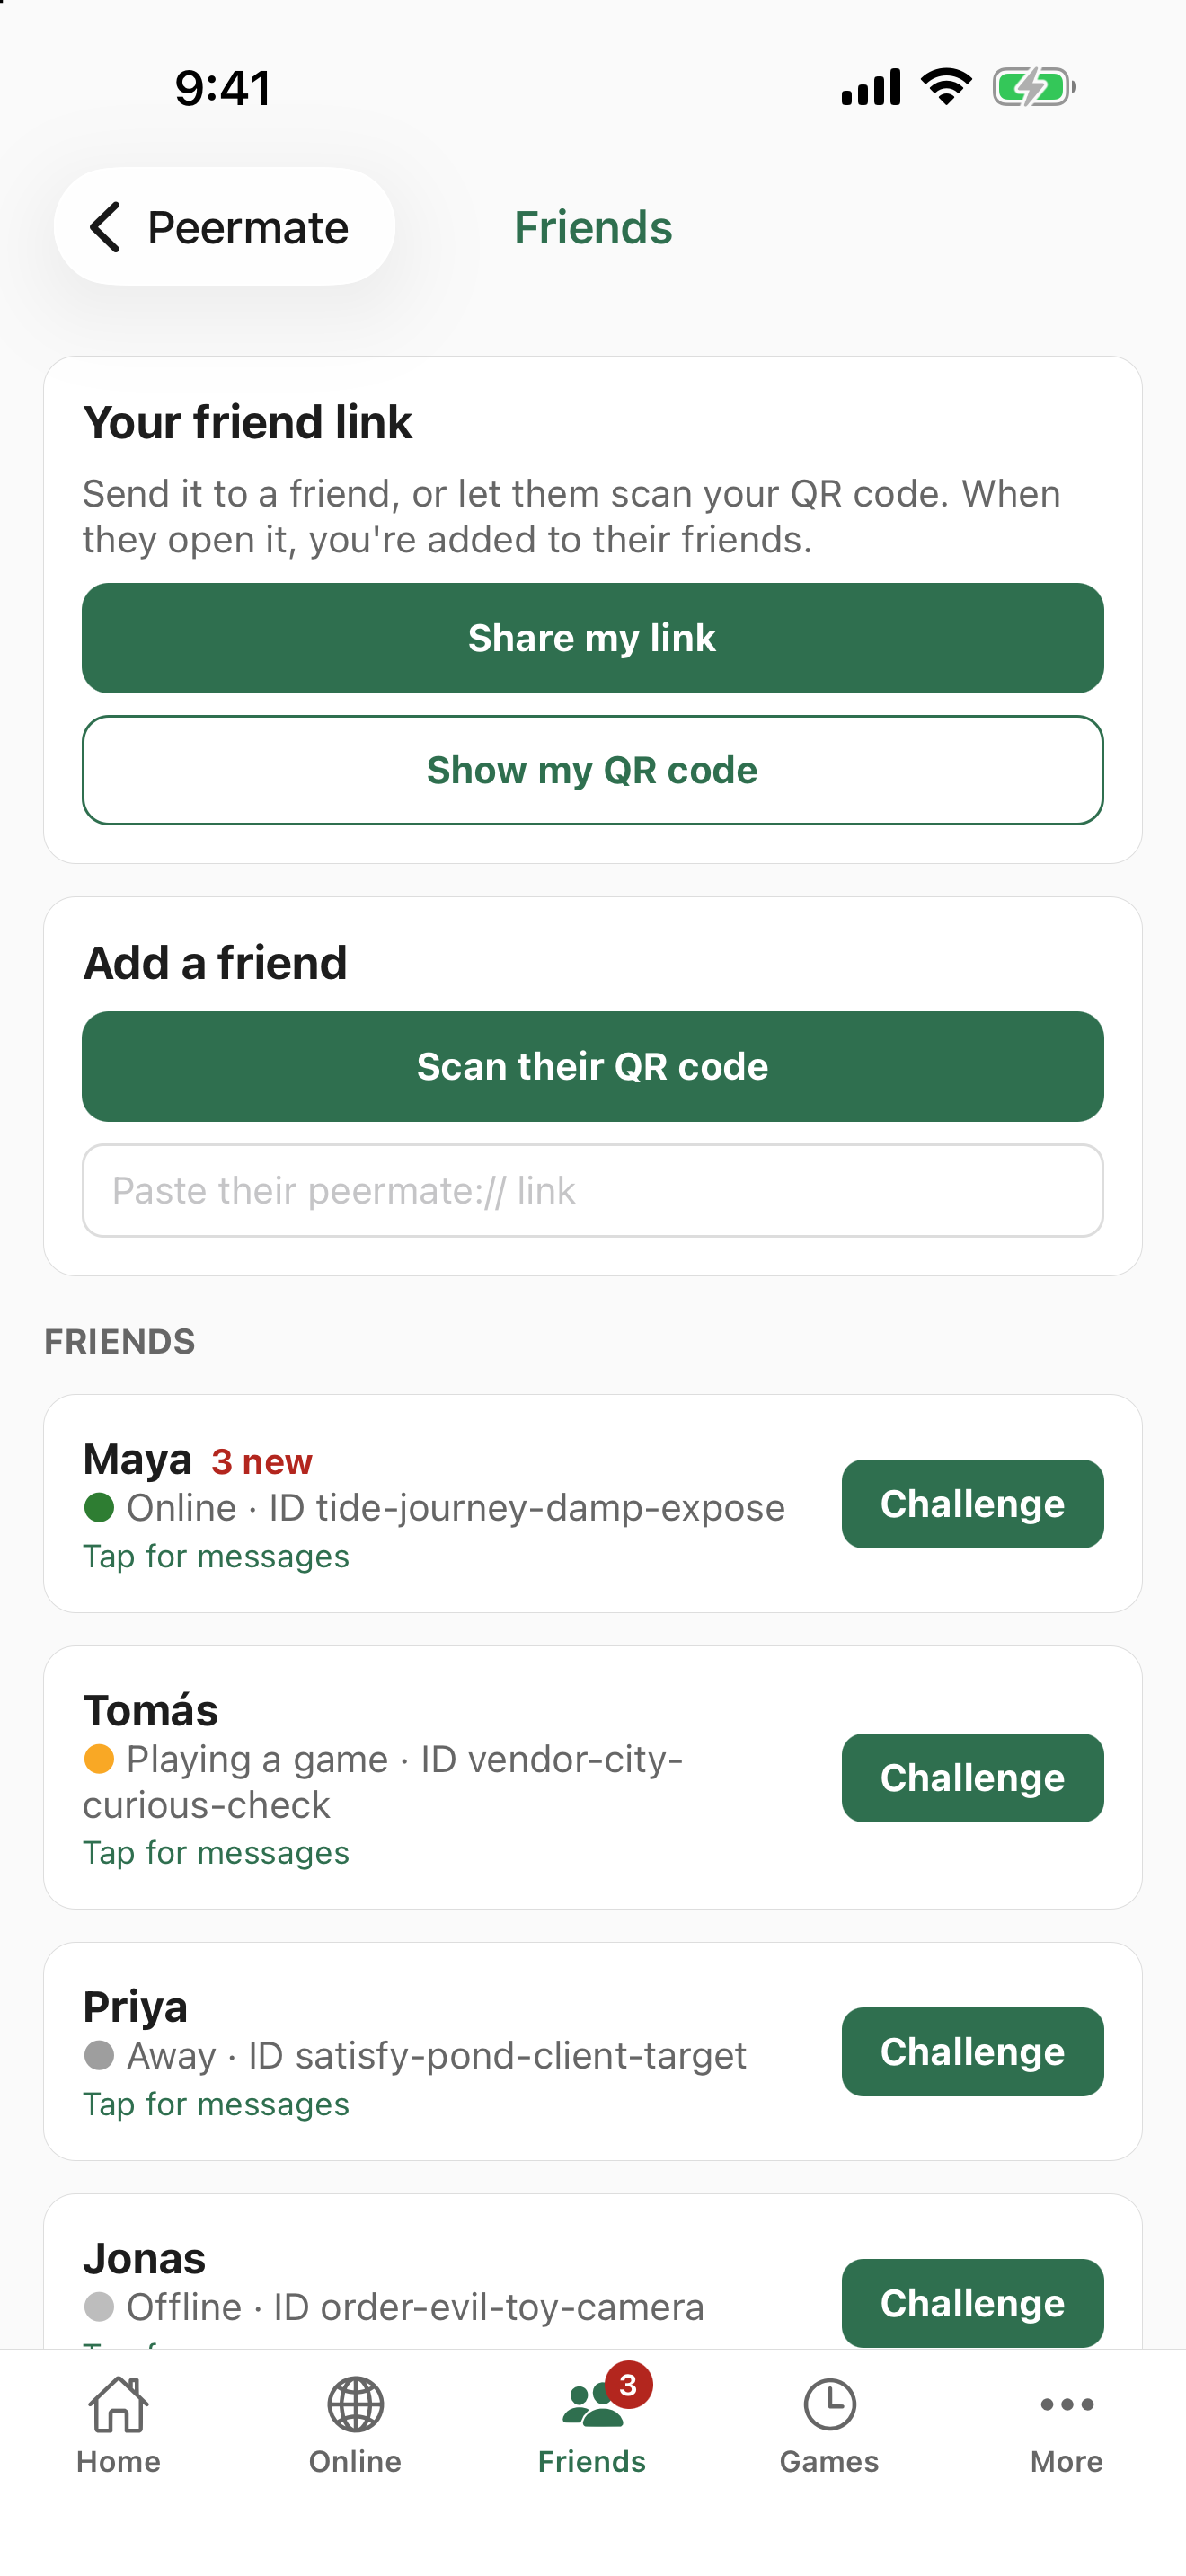 9:41
Peermate
Friends
Your friend link
Send it to a friend, or let them scan your QR code. When
they open it, you're added to their friends.
Share my link
Show my QR code
Add a friend
Scan their QR code
Paste their peermate:// link
FRIENDS
Maya 3 new
Online · ID tide-journey-damp-expose
Tap for messages
Challenge
Tomás
Playing a game · ID vendor-city-
curious-check
Tap for messages
Challenge
Priya
Away · ID satisfy-pond-client-target
Tap for messages
Challenge
Jonas
Offline · ID order-evil-toy-camera
Challenge
3
Home
Online
Friends
Games
More